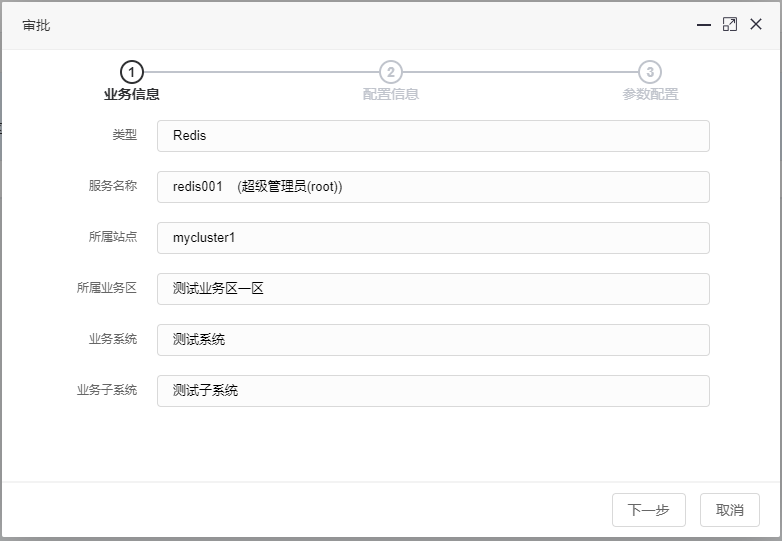 审批
1 2 3
业务信息 配置信息 参数配置
类型 Redis
服务名称 redis001 (超级管理员(root))
所属站点 mycluster1
所属业务区 测试业务区一区
业务系统 测试系统
业务子系统 测试子系统
下一步 取消